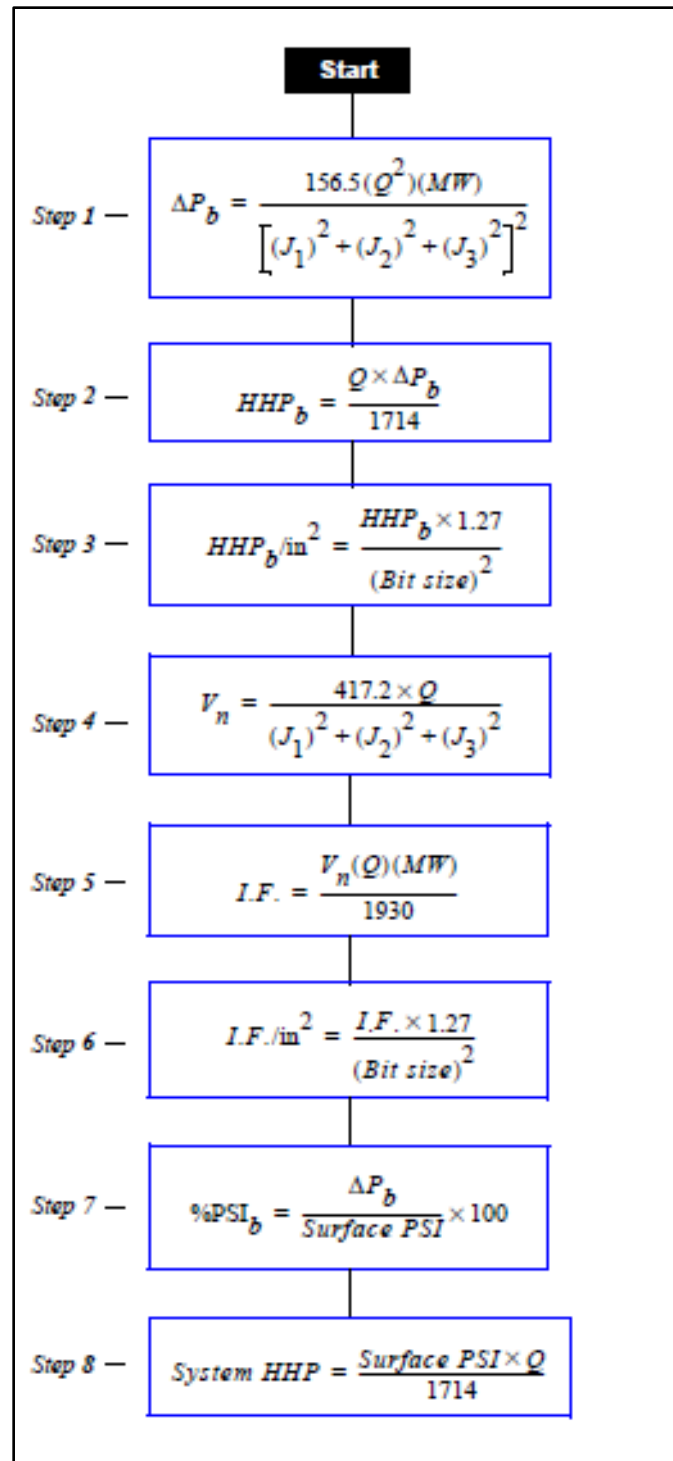 Start
Step 1 — ΔP_b = 156.5(Q^2)(MW) / [(J_1)^2 + (J_2)^2 + (J_3)^2]^2
Step 2 — HHP_b = Q × ΔP_b / 1714
Step 3 — HHP_b/in^2 = HHP_b × 1.27 / (Bit size)^2
Step 4 — V_n = 417.2 × Q / (J_1)^2 + (J_2)^2 + (J_3)^2
Step 5 — I.F. = V_n(Q)(MW) / 1930
Step 6 — I.F./in^2 = I.F. × 1.27 / (Bit size)^2
Step 7 — %PSI_b = ΔP_b / Surface PSI × 100
Step 8 — System HHP = Surface PSI × Q / 1714